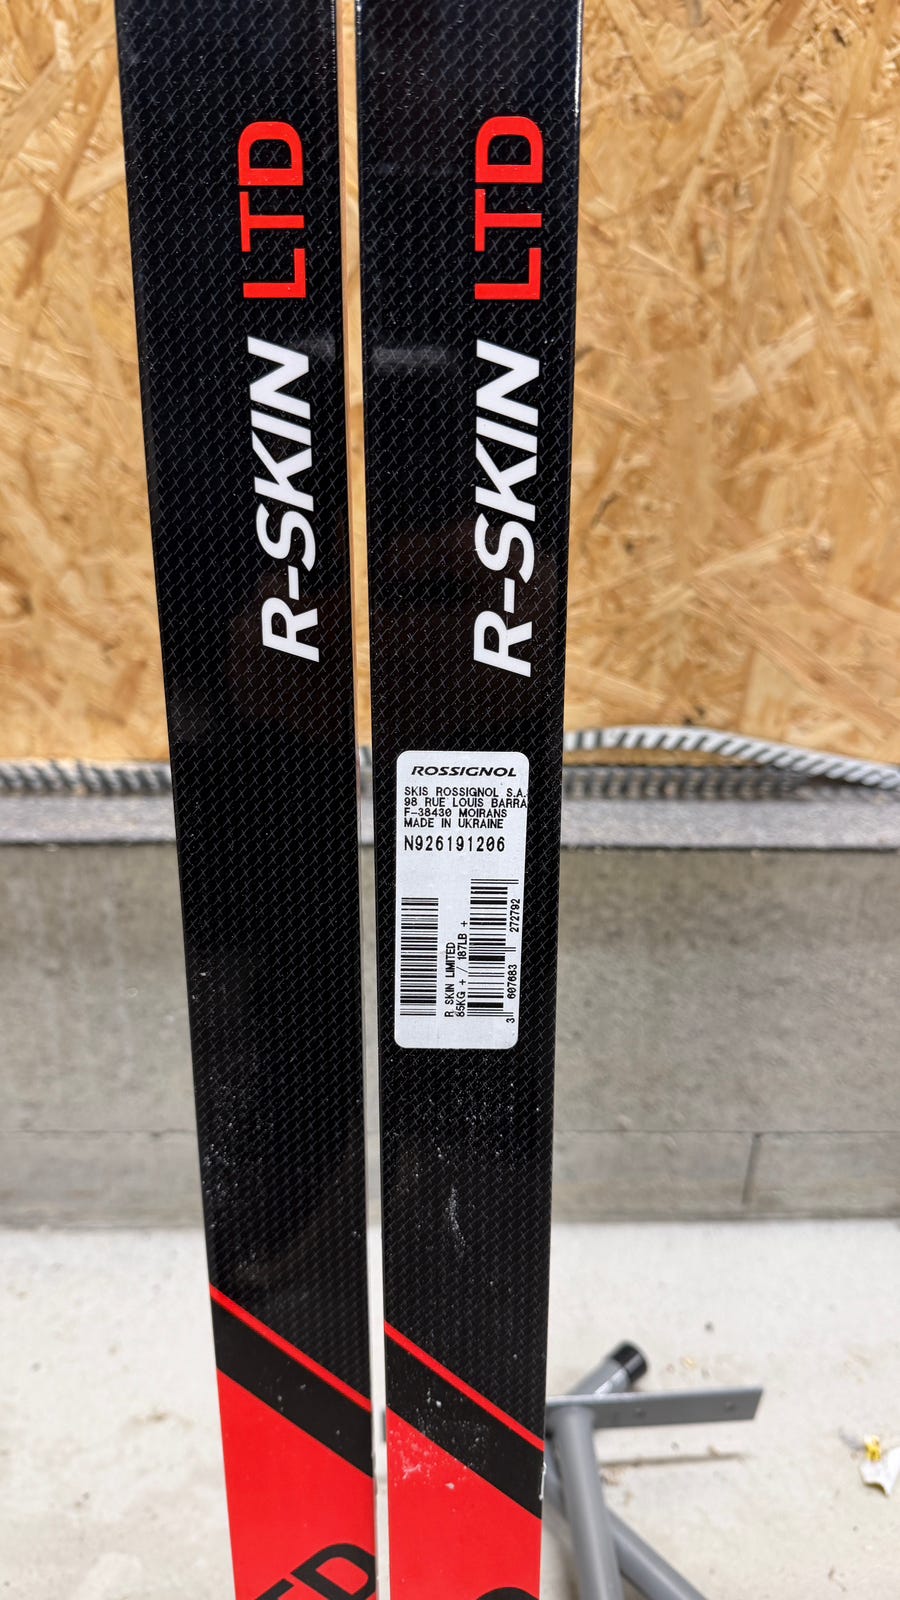 R-SKIN LTD
R-SKIN LTD
ROSSIGNOL
SKIS ROSSIGNOL S.A.
98 RUE LOUIS BARRA
F-38430 MOIRANS
MADE IN UKRAINE
N926191206
R SKIN LIMITED
85KG + / 187LB +
3 607683 272792
ED